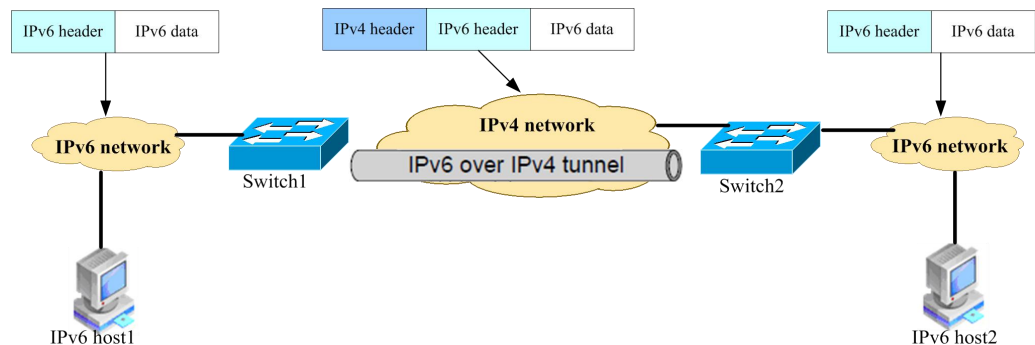 IPv6 header IPv6 data
IPv4 header IPv6 header IPv6 data
IPv6 header IPv6 data
IPv6 network
IPv4 network
IPv6 network
IPv6 over IPv4 tunnel
Switch1
Switch2
IPv6 host1
IPv6 host2